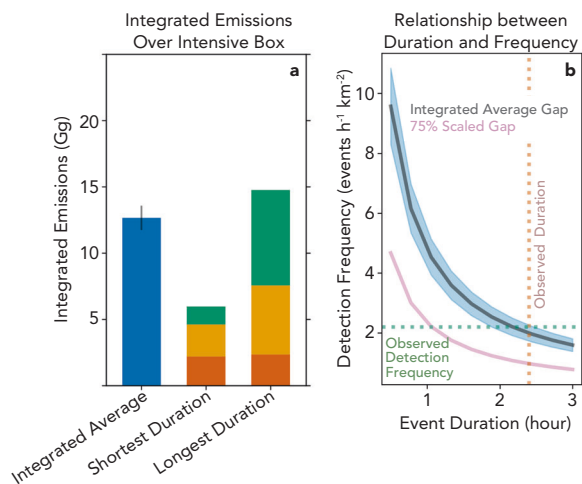 Integrated Emissions
Over Intensive Box
a
Integrated Emissions (Gg)
20
15
10
5
Integrated Average
Shortest Duration
Longest Duration
Relationship between
Duration and Frequency
b
Detection Frequency (events h⁻¹ km⁻²)
10
8
6
4
2
Integrated Average Gap
75% Scaled Gap
Observed Duration
Observed
Detection
Frequency
1
2
3
Event Duration (hour)